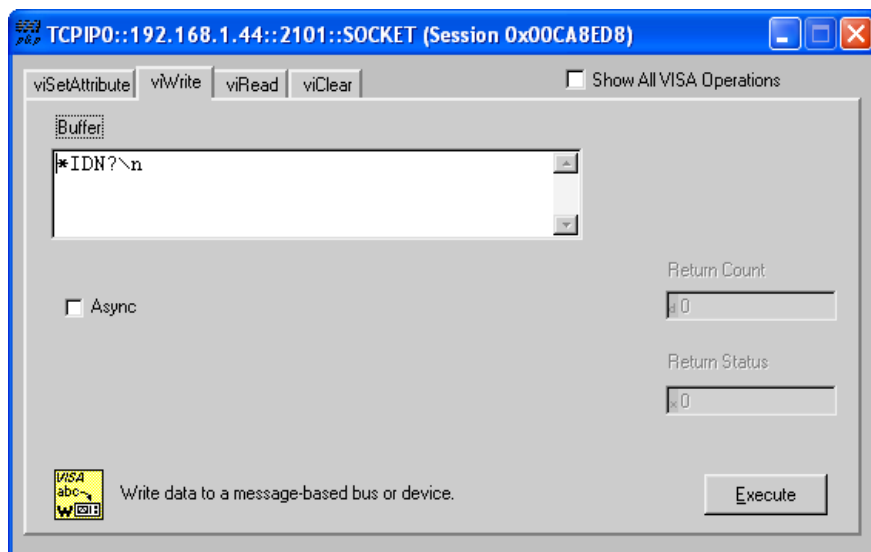 TCPIP0::192.168.1.44::2101::SOCKET (Session 0x00CA8ED8)
viSetAttribute viWrite viRead viClear Show All VISA Operations
Buffer
*IDN?\n
Return Count
d 0
Async
Return Status
x 0
VISA
abc
W
Write data to a message-based bus or device.
Execute